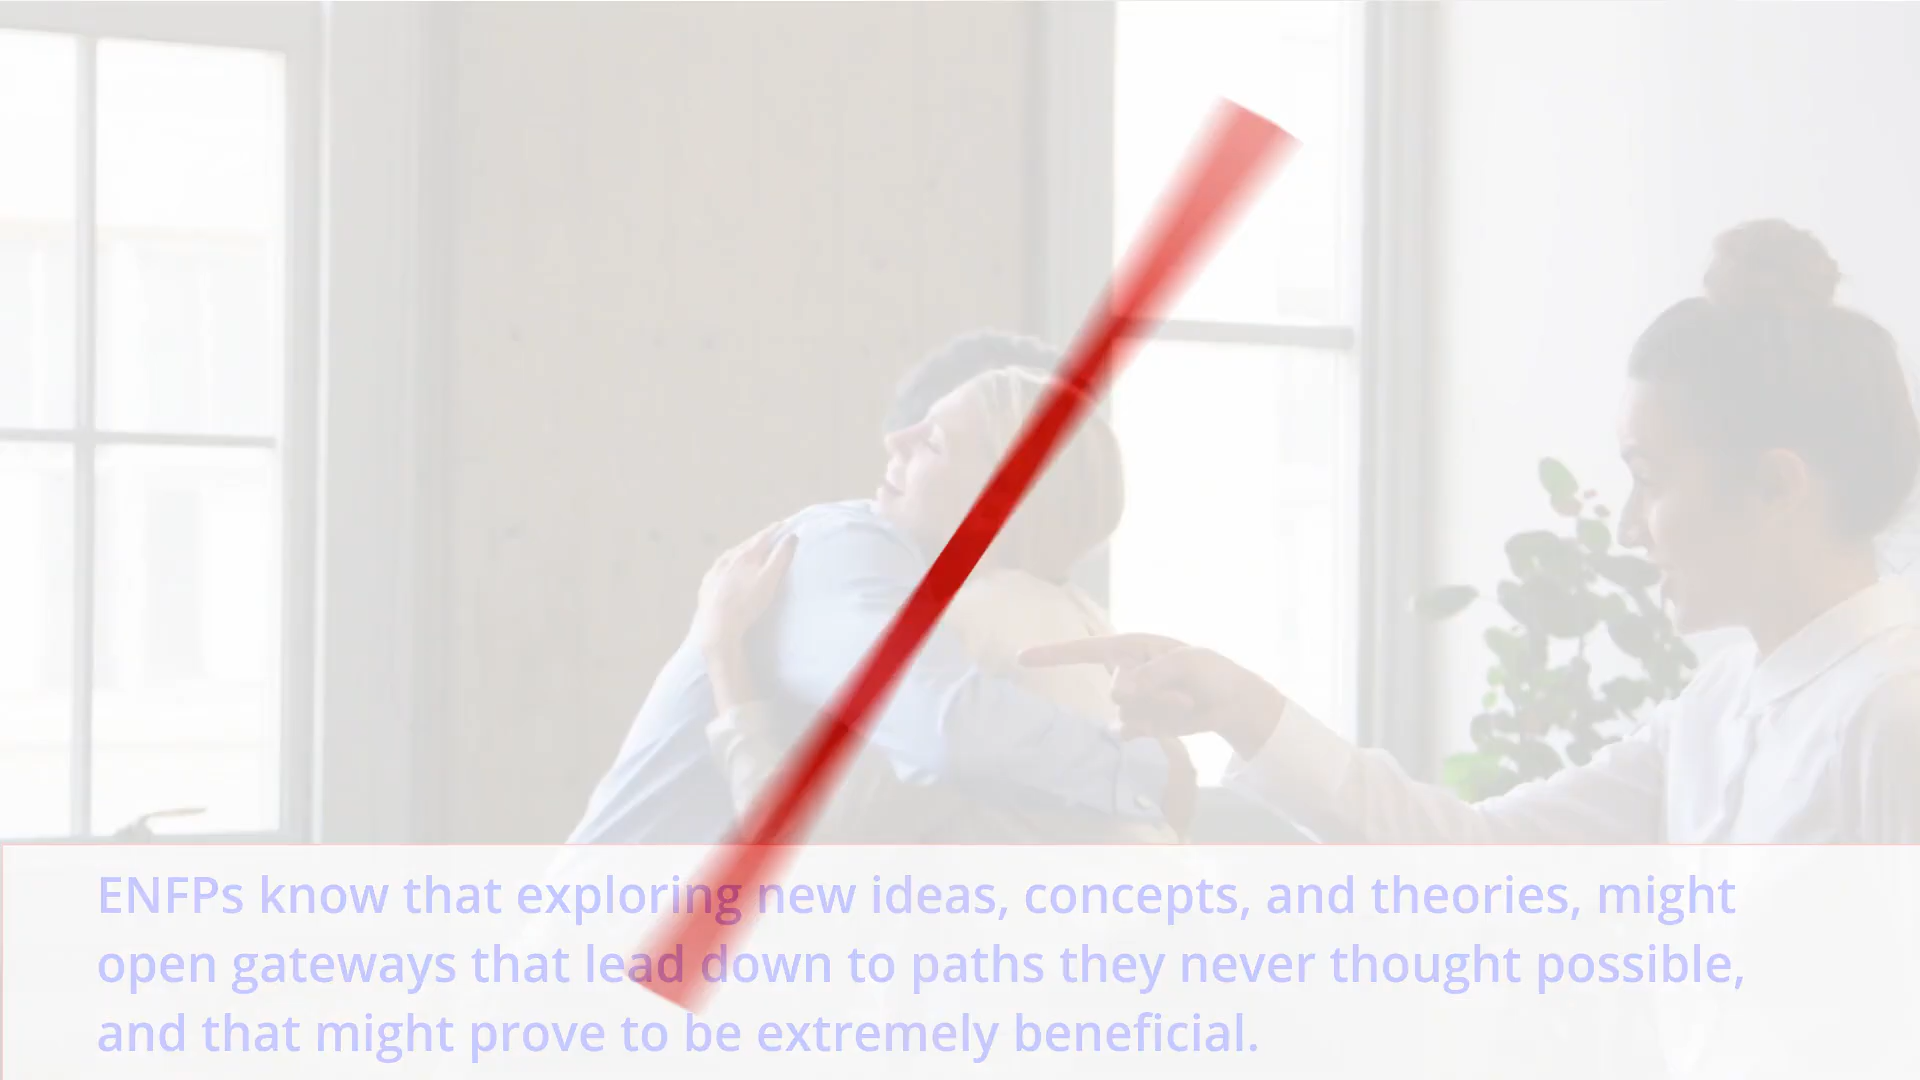 ENFPs know that exploring new ideas, concepts, and theories, might
open gateways that lead down to paths they never thought possible,
and that might prove to be extremely beneficial.